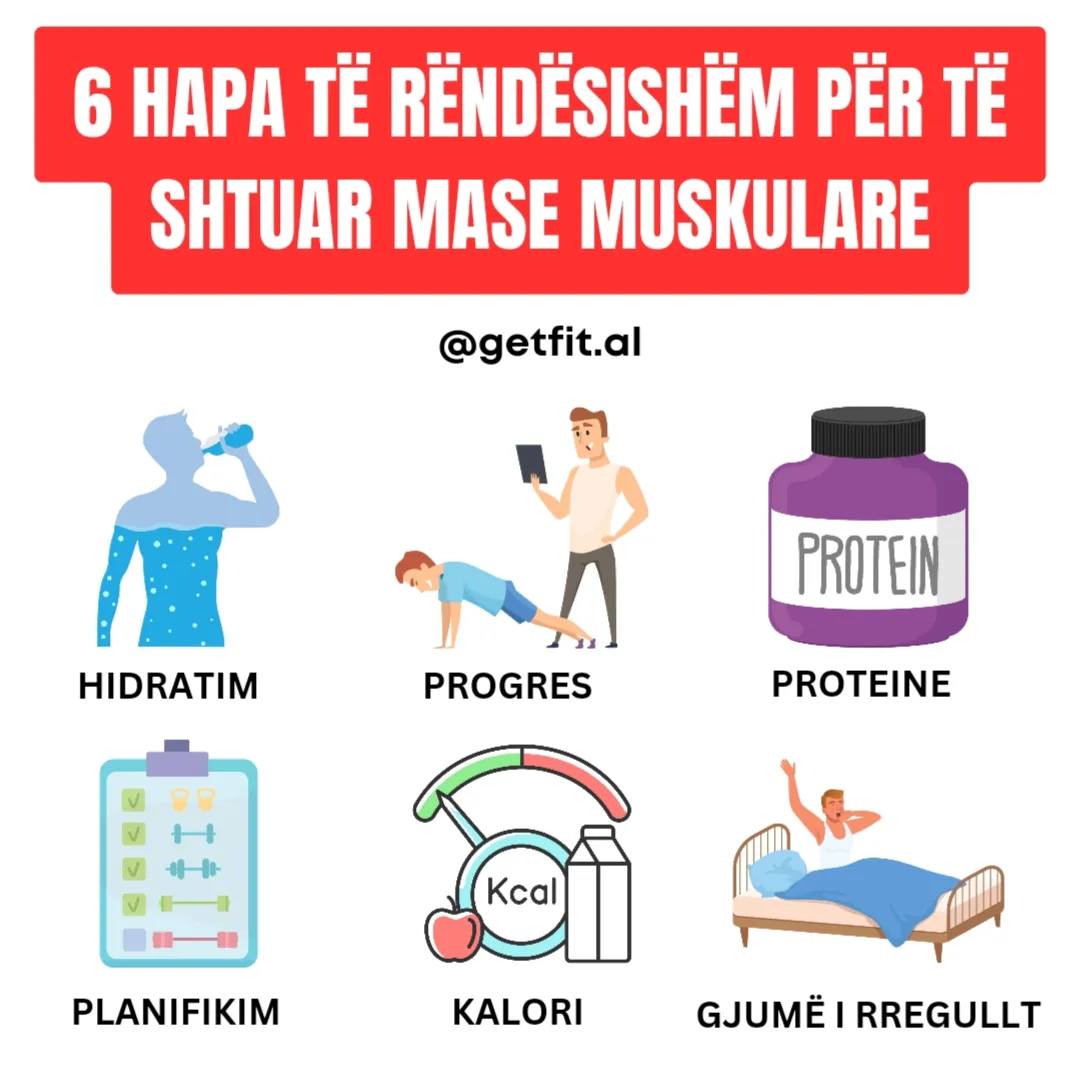 6 HAPA TË RËNDËSISHËM PËR TË
SHTUAR MASE MUSKULARE
@getfit.al
PROTEIN
HIDRATIM
PROGRES
PROTEINE
Kcal
PLANIFIKIM
KALORI
GJUMË I RREGULLT